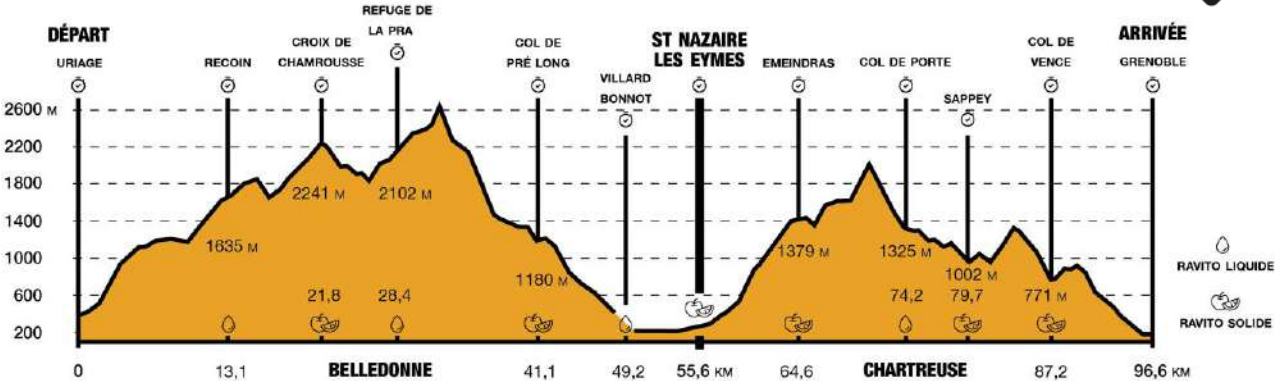 DÉPART
URIAGE
RECOIN
CROIX DE
CHAMROUSSE
REFUGE DE
LA PRA
COL DE
PRÉ LONG
VILLARD
BONNOT
ST NAZAIRE
LES EYMES
EMEINDRAS
COL DE PORTE
SAPPEY
COL DE
VENCE
ARRIVÉE
GRENOBLE
2600 M
2200
1800
1400
1000
600
200
1635 M
2241 M
2102 M
1180 M
1379 M
1325 M
1002 M
771 M
21,8
28,4
74,2
79,7
RAVITO LIQUIDE
RAVITO SOLIDE
0
13,1
BELLEDONNE
41,1
49,2
55,6 KM
64,6
CHARTREUSE
87,2
96,6 KM